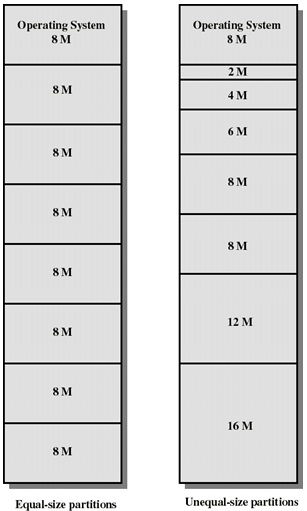 Operating System
8 M
8 M
8 M
8 M
8 M
8 M
8 M
8 M
Equal-size partitions
Operating System
8 M
2 M
4 M
6 M
8 M
8 M
12 M
16 M
Unequal-size partitions